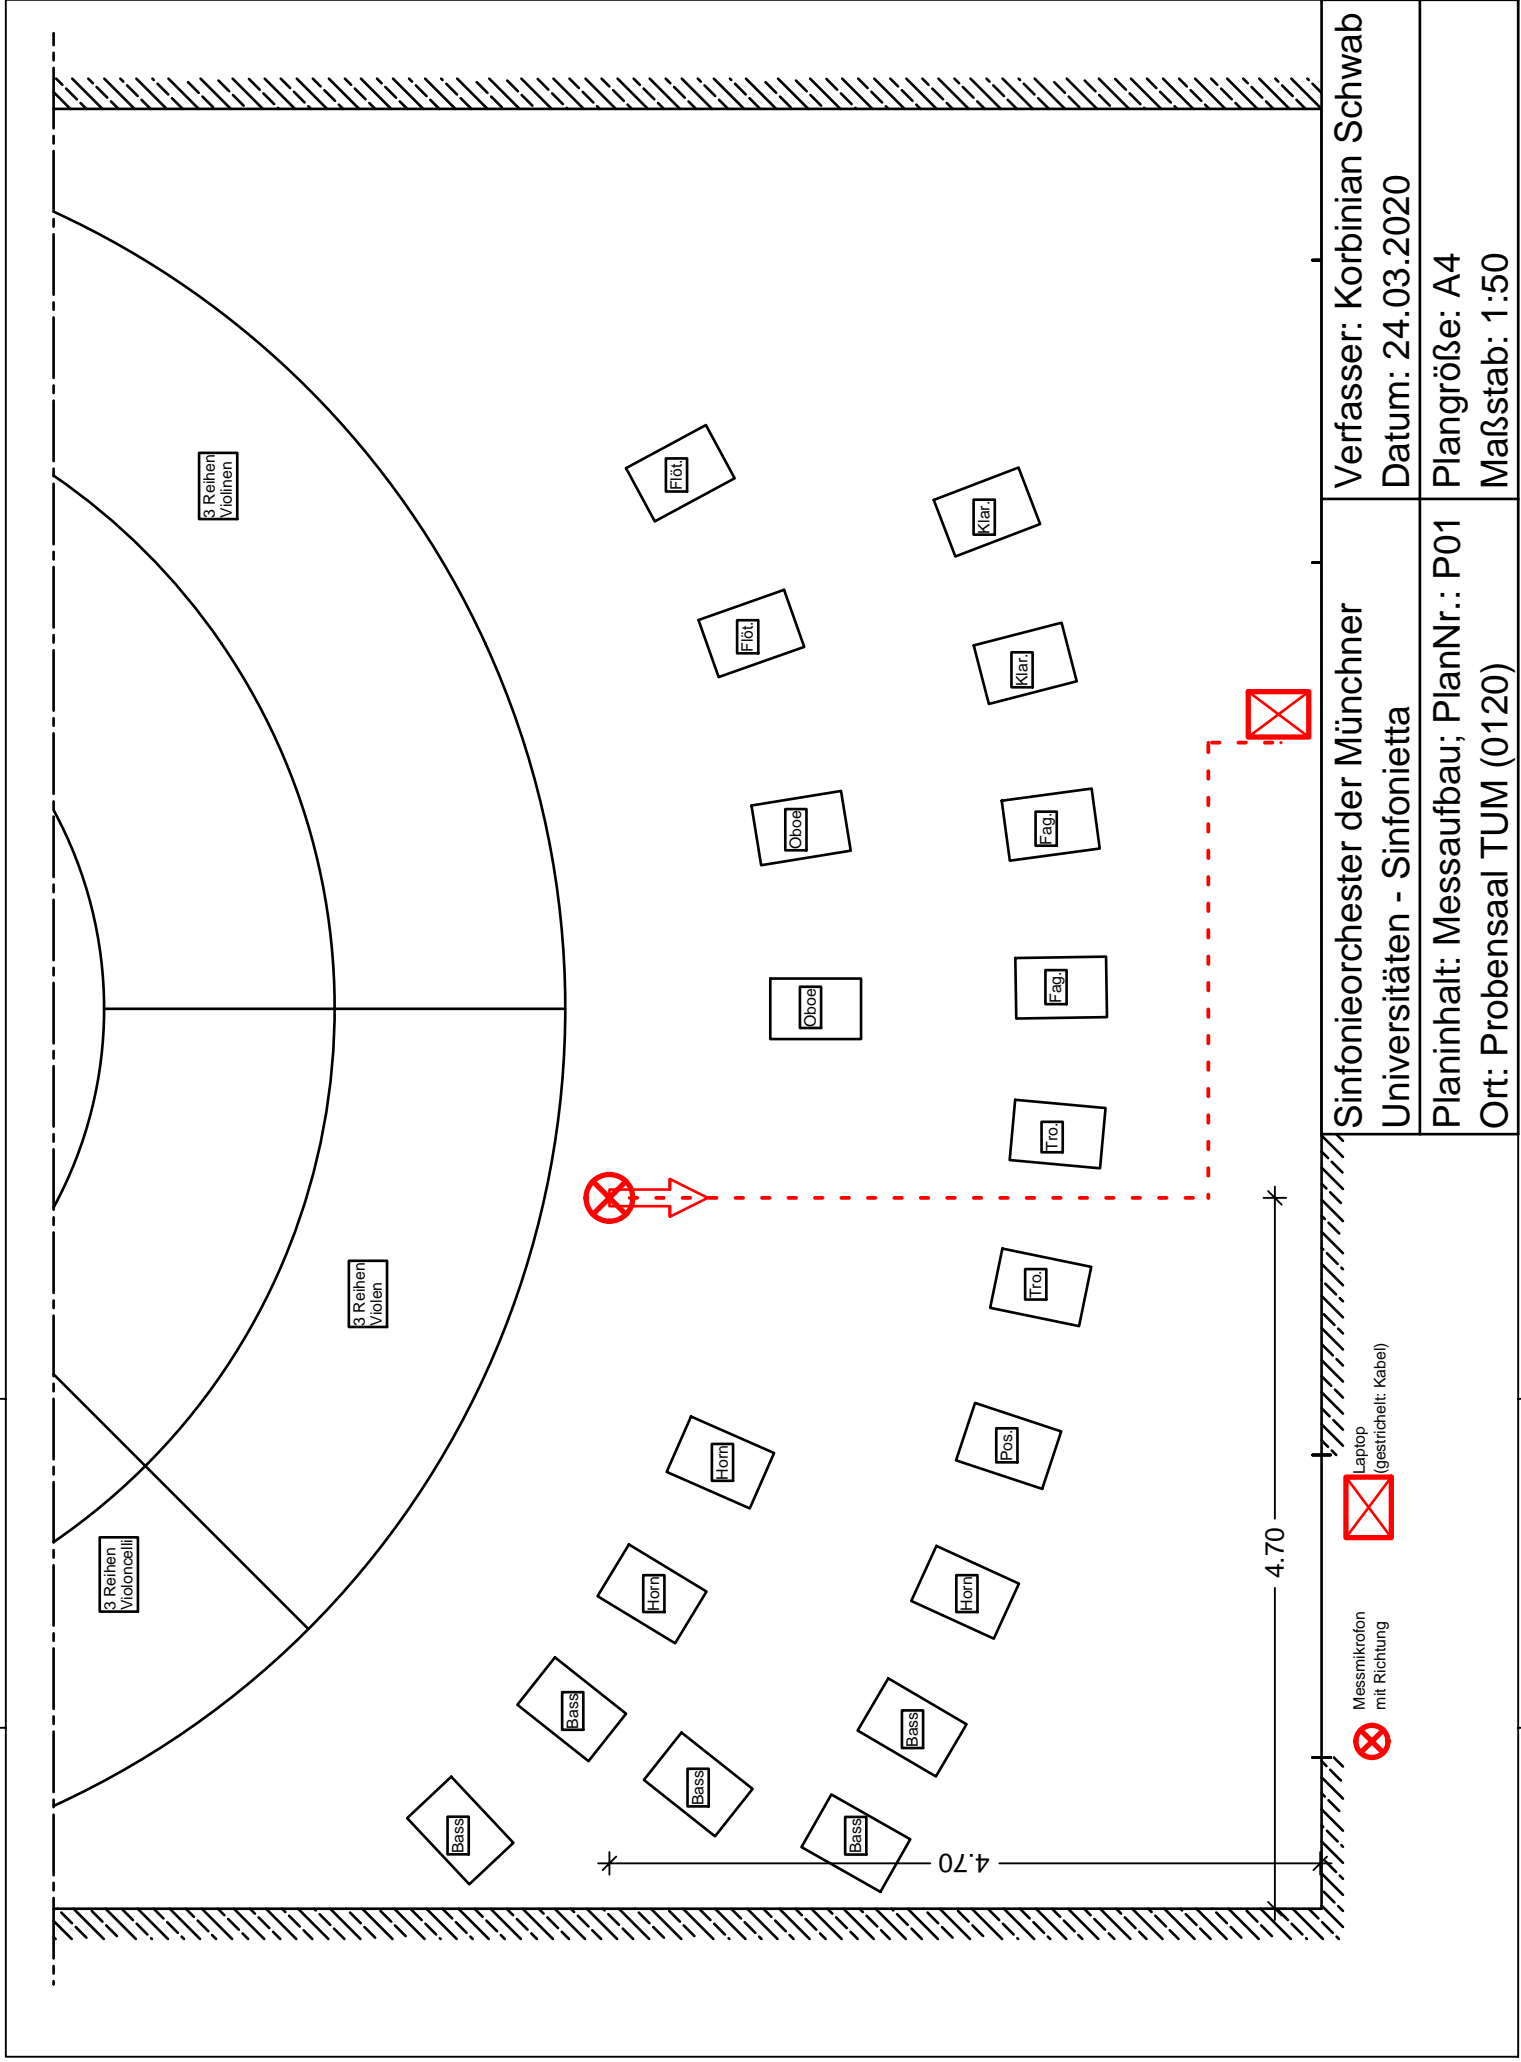 3 Reihen
Violoncelli
3 Reihen
Violen
3 Reihen
Violinen
Bass
Bass
Horn
Horn
Oboe
Oboe
Flöt.
Flöt.
Bass
Bass
Bass
Horn
Pos.
Tro.
Tro.
Fag.
Fag.
Klar.
Klar.
4.70
4.70
Messmikrofon
mit Richtung
Laptop
(gestrichelt: Kabel)
Sinfonieorchester der Münchner
Universitäten - Sinfonietta
Verfasser: Korbinian Schwab
Datum: 24.03.2020
Planinhalt: Messaufbau; PlanNr.: P01
Ort: Probensaal TUM (0120)
Plangröße: A4
Maßstab: 1:50